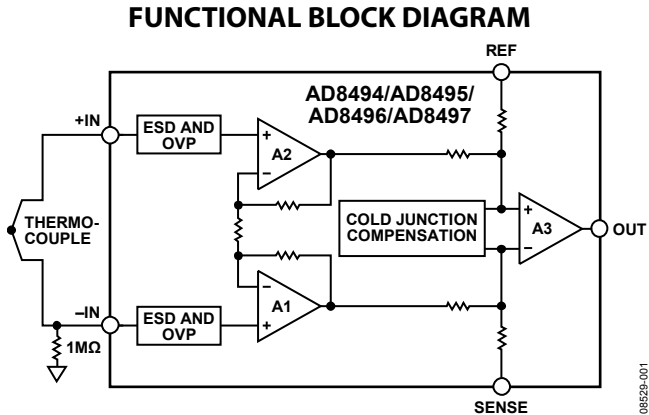 FUNCTIONAL BLOCK DIAGRAM
REF
AD8494/AD8495/
AD8496/AD8497
+IN
ESD AND
OVP
+
A2
–
THERMO-
COUPLE
COLD JUNCTION
COMPENSATION
+
A3
–
OUT
–
A1
+
–IN
ESD AND
OVP
1MΩ
SENSE
08529-001